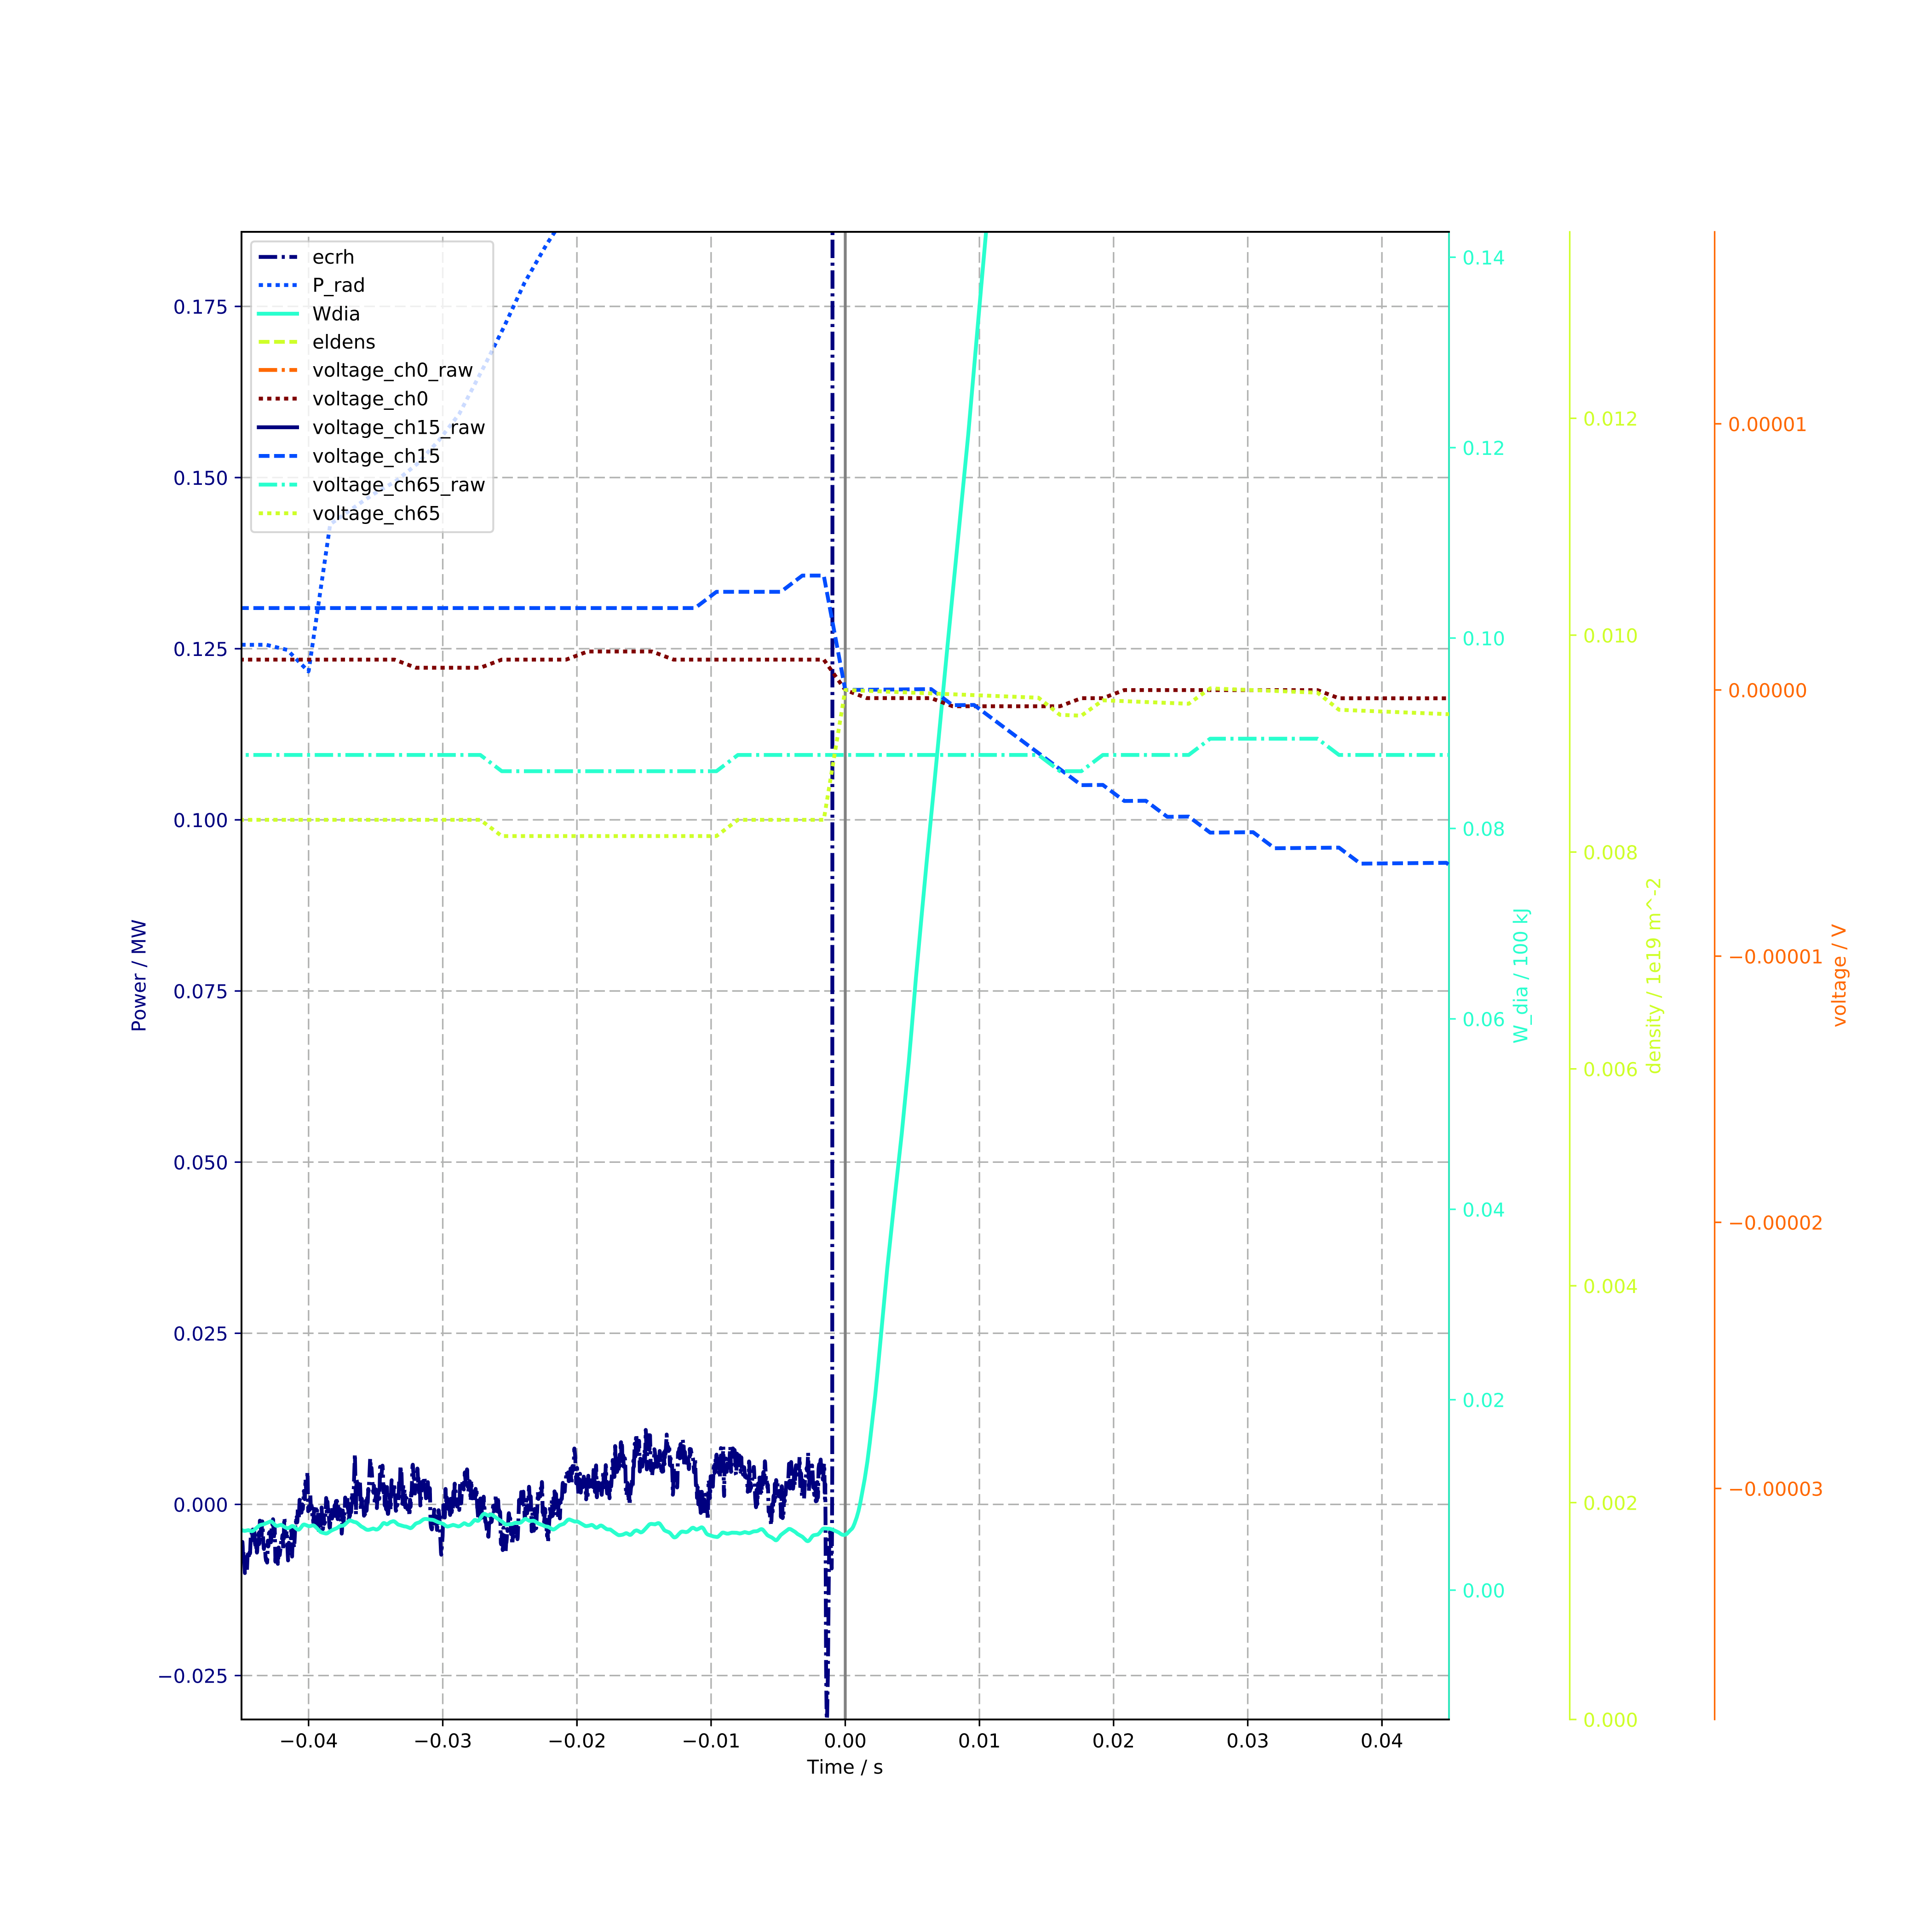 ecrh
P_rad
Wdia
eldens
voltage_ch0_raw
voltage_ch0
voltage_ch15_raw
voltage_ch15
voltage_ch65_raw
voltage_ch65
Power / MW
0.175
0.150
0.125
0.100
0.075
0.050
0.025
0.000
−0.025
−0.04
−0.03
−0.02
−0.01
0.00
0.01
0.02
0.03
0.04
Time / s
0.14
0.12
0.10
0.08
0.06
0.04
0.02
0.00
W_dia / 100 kJ
0.012
0.010
0.008
0.006
0.004
0.002
0.000
density / 1e19 m^-2
0.00001
0.00000
−0.00001
−0.00002
−0.00003
voltage / V